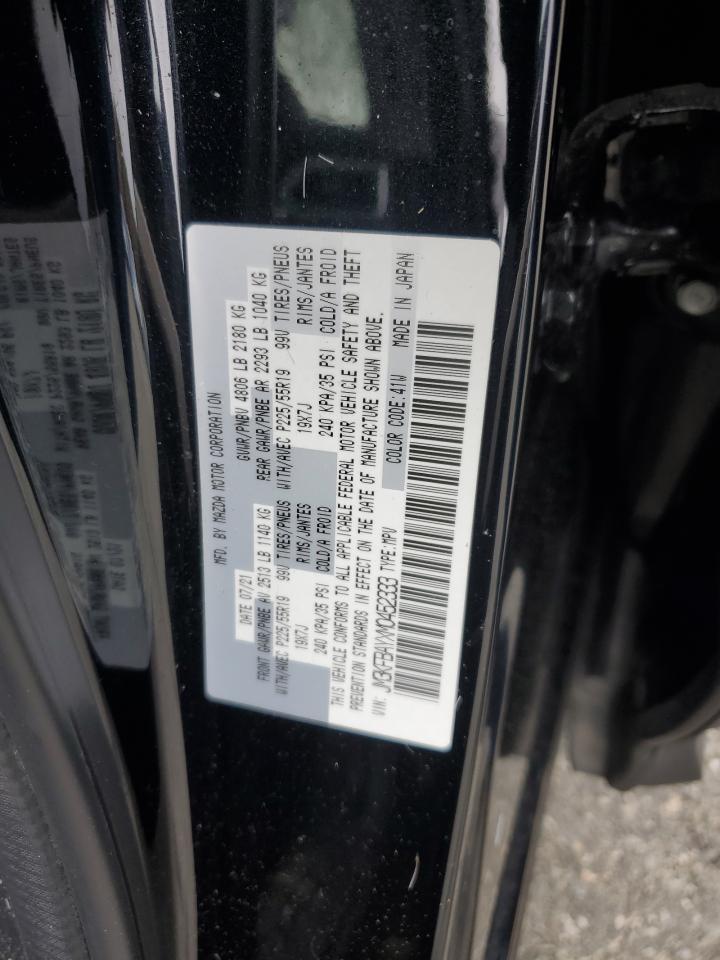 MFD. BY MAZDA MOTOR CORPORATION
DATE 07/21 GVWR/PNBV 4806 LB 2180 KG
FRONT GAWR/PNBE AV 2513 LB 1140 KG REAR GAWR/PNBE AR 2293 LB 1040 KG
WITH/AVEC P225/55R19 99V TIRES/PNEUS WITH/AVEC P225/55R19 99V TIRES/PNEUS
19X7J RIMS/JANTES 19X7J RIMS/JANTES
240 KPA/35 PSI COLD/A FROID 240 KPA/35 PSI COLD/A FROID
THIS VEHICLE CONFORMS TO ALL APPLICABLE FEDERAL MOTOR VEHICLE SAFETY AND THEFT
PREVENTION STANDARDS IN EFFECT ON THE DATE OF MANUFACTURE SHOWN ABOVE.
VIN: JM3KFBAYXM0452333 TYPE:MPV COLOR CODE:41W MADE IN JAPAN